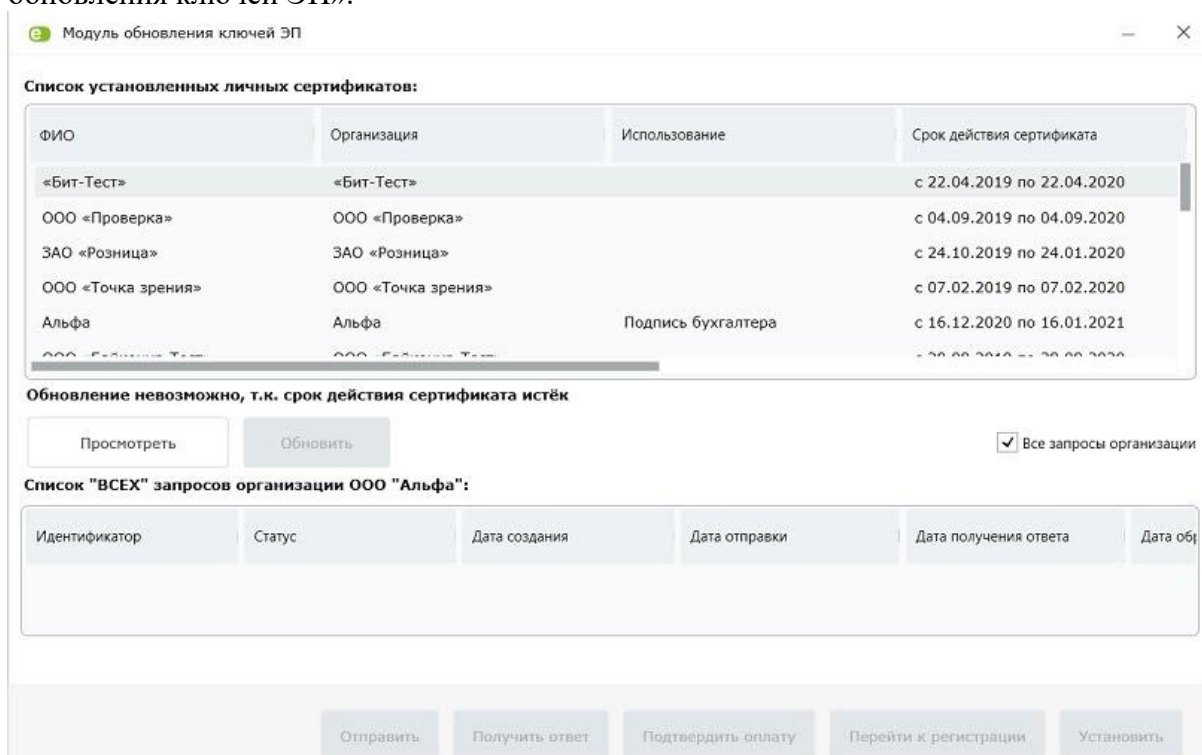 обновления ключей ЭП».
Модуль обновления ключей ЭП
Список установленных личных сертификатов:
ФИО Организация Использование Срок действия сертификата
«Бит-Тест» «Бит-Тест» с 22.04.2019 по 22.04.2020
ООО «Проверка» ООО «Проверка» с 04.09.2019 по 04.09.2020
ЗАО «Розница» ЗАО «Розница» с 24.10.2019 по 24.01.2020
ООО «Точка зрения» ООО «Точка зрения» с 07.02.2019 по 07.02.2020
Альфа Альфа Подпись бухгалтера с 16.12.2020 по 16.01.2021
Обновление невозможно, т.к. срок действия сертификата истёк
Просмотреть Обновить Все запросы организации
Список "ВСЕХ" запросов организации ООО "Альфа":
Идентификатор Статус Дата создания Дата отправки Дата получения ответа Дата
Отправить Получить ответ Подтвердить оплату Перейти к регистрации Установить